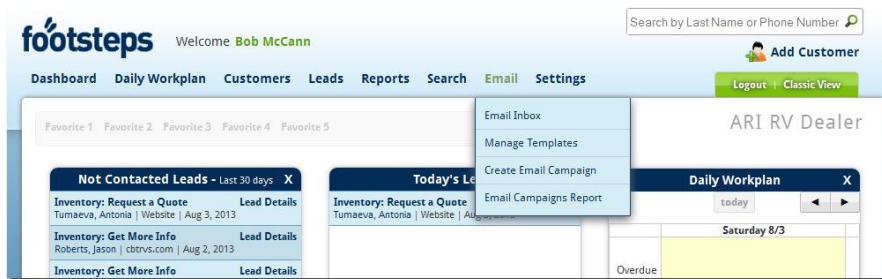 Search by Last Name or Phone Number
footsteps
Welcome Bob McCann
Add Customer
Dashboard Daily Workplan Customers Leads Reports Search Email Settings
Logout | Classic View
Email Inbox
Manage Templates
Create Email Campaign
Email Campaigns Report
Favorite 1 Favorite 2 Favorite 3 Favorite 4 Favorite 5
ARI RV Dealer
Not Contacted Leads - Last 30 days X
Inventory: Request a Quote Lead Details
Tumaeva, Antonia | Website | Aug 3, 2013
Inventory: Get More Info Lead Details
Roberts, Jason | cbtrvs.com | Aug 2, 2013
Inventory: Get More Info Lead Details
Today's Le
Inventory: Request a Quote
Tumaeva, Antonia | Website |
Daily Workplan X
today
Saturday 8/3
Overdue